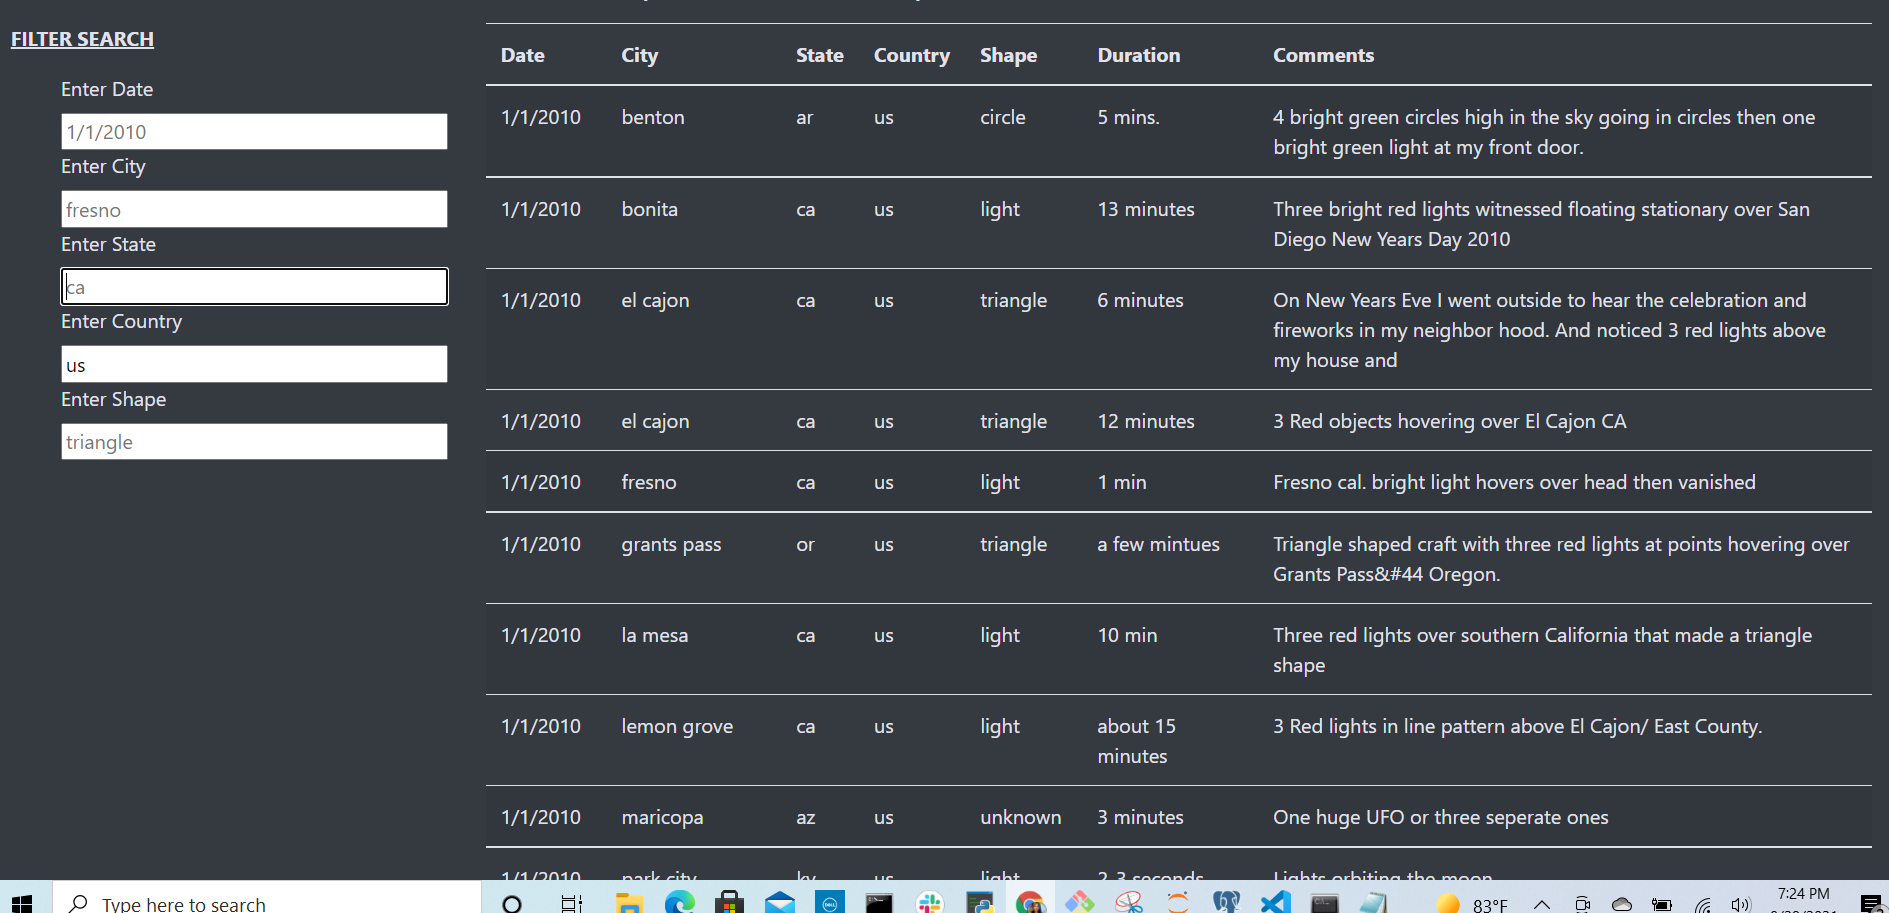 FILTER SEARCH
Enter Date
1/1/2010
Enter City
fresno
Enter State
ca
Enter Country
us
Enter Shape
triangle
Date City State Country Shape Duration Comments
1/1/2010 benton ar us circle 5 mins. 4 bright green circles high in the sky going in circles then one
bright green light at my front door.
1/1/2010 bonita ca us light 13 minutes Three bright red lights witnessed floating stationary over San
Diego New Years Day 2010
1/1/2010 el cajon ca us triangle 6 minutes On New Years Eve I went outside to hear the celebration and
fireworks in my neighbor hood. And noticed 3 red lights above
my house and
1/1/2010 el cajon ca us triangle 12 minutes 3 Red objects hovering over El Cajon CA
1/1/2010 fresno ca us light 1 min Fresno cal. bright light hovers over head then vanished
1/1/2010 grants pass or us triangle a few mintues Triangle shaped craft with three red lights at points hovering over
Grants Pass&#44 Oregon.
1/1/2010 la mesa ca us light 10 min Three red lights over southern California that made a triangle
shape
1/1/2010 lemon grove ca us light about 15 3 Red lights in line pattern above El Cajon/ East County.
minutes
1/1/2010 maricopa az us unknown 3 minutes One huge UFO or three seperate ones
1/1/2010 park city ky us light 2-3 seconds Lights orbiting the moon
Type here to search
DELL
83°F
7:24 PM